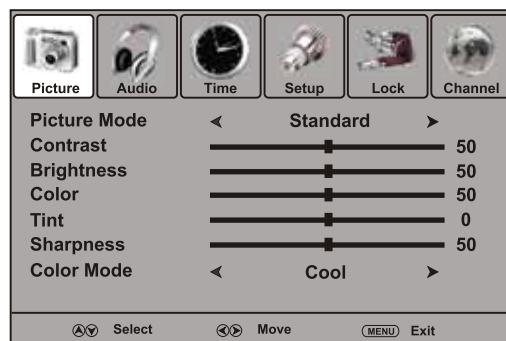 Picture Audio Time Setup Lock Channel
Picture Mode Standard
Contrast 50
Brightness 50
Color 50
Tint 0
Sharpness 50
Color Mode Cool
Select Move MENU Exit